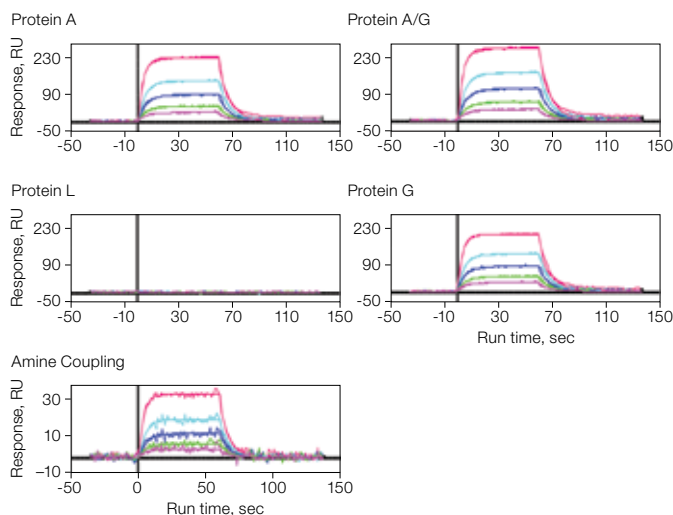 Protein A
Protein A/G
Response, RU
230
90
-50
-50 -10 30 70 110 150
230
90
-50
-50 -10 30 70 110 150
Protein L
Protein G
Response, RU
230
90
-50
-50 -10 30 70 110 150
230
90
-50
-50 -10 30 70 110 150
Run time, sec
Amine Coupling
Response, RU
30
10
–10
-50 0 50 100 150
Run time, sec